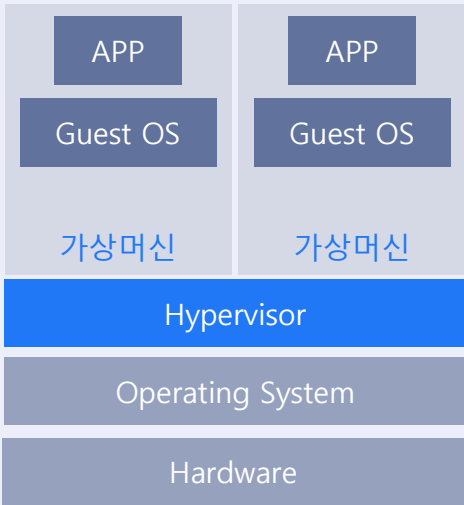 APP
Guest OS
가상머신
APP
Guest OS
가상머신
Hypervisor
Operating System
Hardware